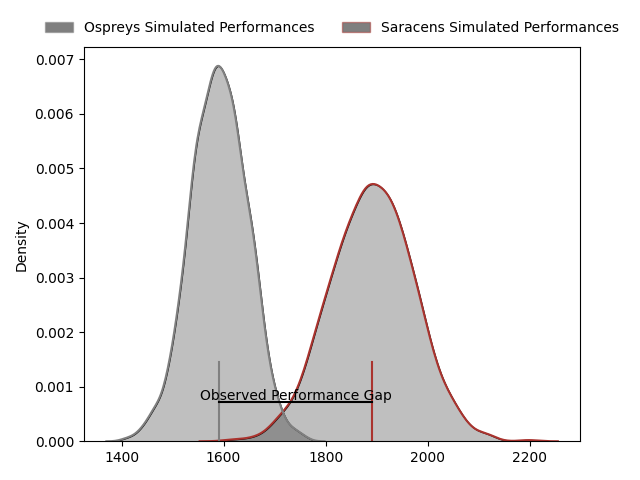 Ospreys Simulated Performances Saracens Simulated Performances
0.007
0.006
0.005
0.004
0.003
0.002
0.001
0.000
Density
Observed Performance Gap
1400 1600 1800 2000 2200